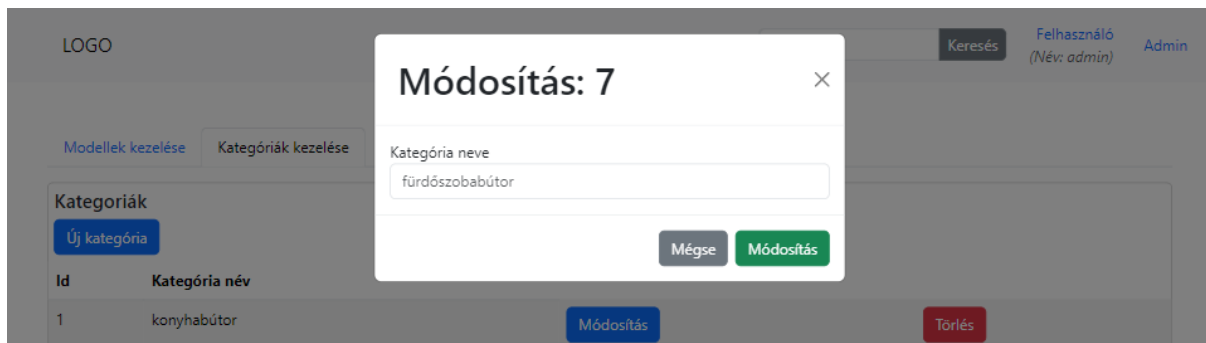 LOGO
Keresés
Felhasználó
(Név: admin)
Admin
Módosítás: 7
×
Modellek kezelése
Kategóriák kezelése
Kategória neve
fürdőszobabútor
Kategoriák
Új kategória
Mégse
Módosítás
Id Kategória név
1 konyhabútor Módosítás Törlés